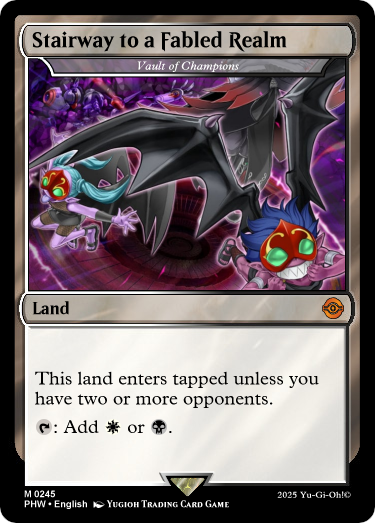 Stairway to a Fabled Realm
Vault of Champions
Land
This land enters tapped unless you
have two or more opponents.
: Add or .
M 0245
PHW • English Yugioh Trading Card Game
2025 Yu-Gi-Oh!©